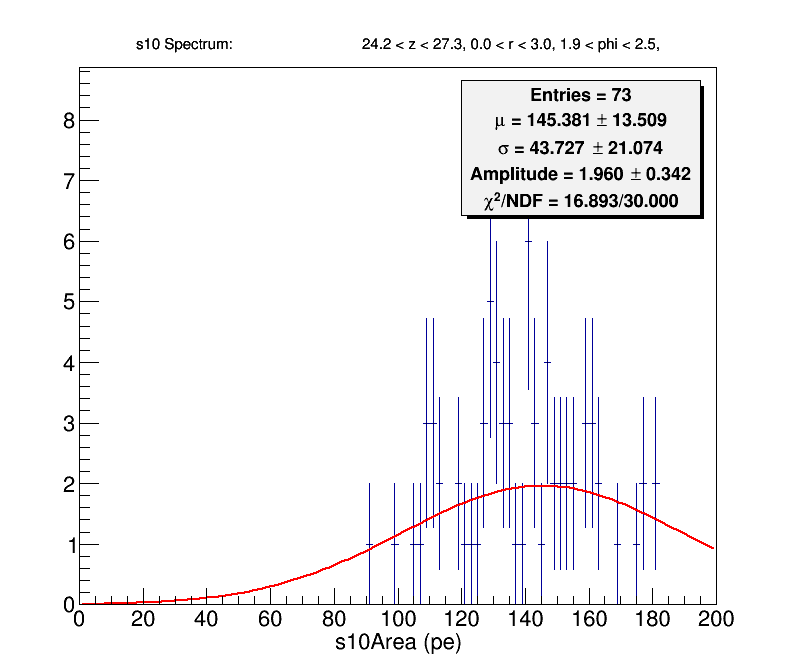 s10 Spectrum: 24.2 < z < 27.3, 0.0 < r < 3.0, 1.9 < phi < 2.5,
Entries = 73
μ = 145.381 ± 13.509
σ = 43.727 ± 21.074
Amplitude = 1.960 ± 0.342
χ²/NDF = 16.893/30.000
8
7
6
5
4
3
2
1
0
0 20 40 60 80 100 120 140 160 180 200
s10Area (pe)